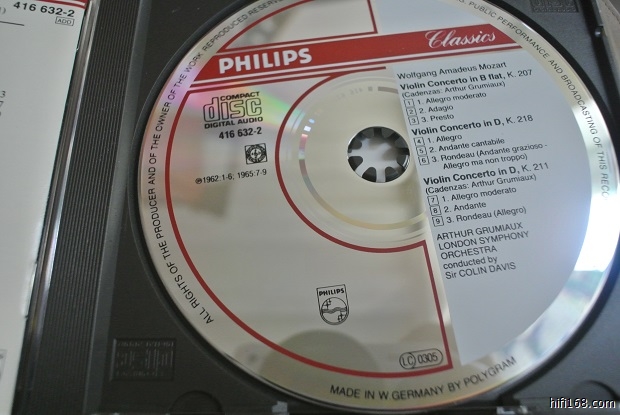 416 632-2
ADD
PHILIPS
Classics
COMPACT
disc
DIGITAL AUDIO
416 632-2
℗1962:1-6; 1965:7-9
Wolfgang Amadeus Mozart
Violin Concerto in B flat, K. 207
(Cadenzas: Arthur Grumiaux)
1 1. Allegro moderato
2 2. Adagio
3 3. Presto
Violin Concerto in D, K. 218
4 1. Allegro
5 2. Andante cantabile
6 3. Rondeau (Andante grazioso -
Allegro ma non troppo)
Violin Concerto in D, K. 211
(Cadenzas: Arthur Grumiaux)
7 1. Allegro moderato
8 2. Andante
9 3. Rondeau (Allegro)
ARTHUR GRUMIAUX
LONDON SYMPHONY
ORCHESTRA
conducted by
Sir COLIN DAVIS
PHILIPS
LC 0305
ALL RIGHTS OF THE PRODUCER AND OF THE OWNER OF THE WORK REPRODUCED RESERVED
PUBLIC PERFORMANCE AND BROADCASTING OF THIS
MADE IN W GERMANY BY POLYGRAM
hifi168.com